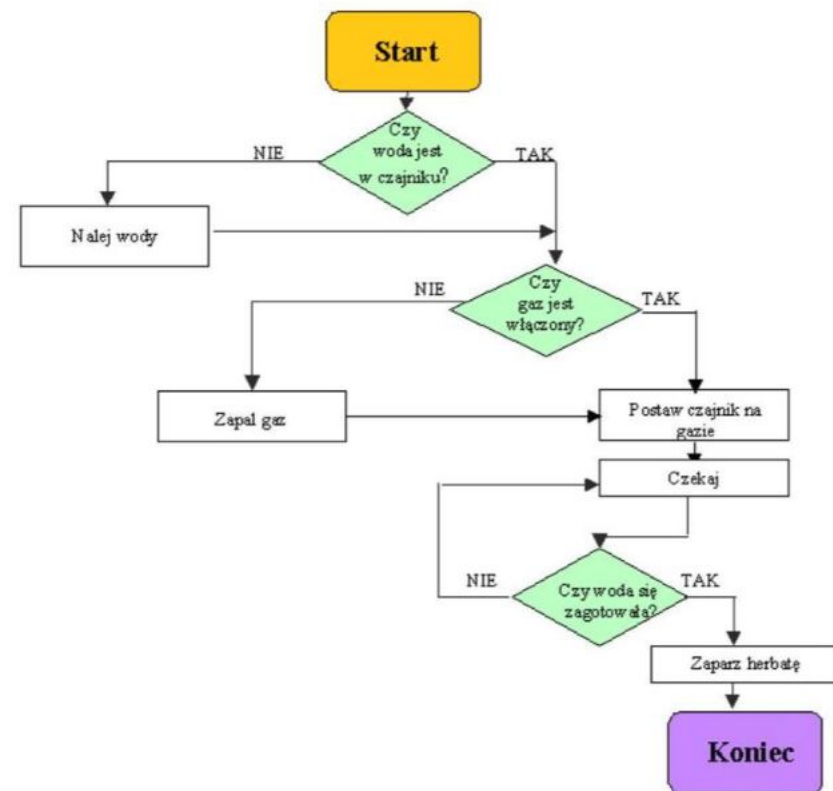 Start
Czy
woda jest
w czajniku?
NIE
TAK
Nalej wody
Czy
gaz jest
włączony?
NIE
TAK
Zapal gaz
Postaw czajnik na
gazie
Czekaj
Czy woda się
zagotowała?
NIE
TAK
Zaparz herbatę
Koniec